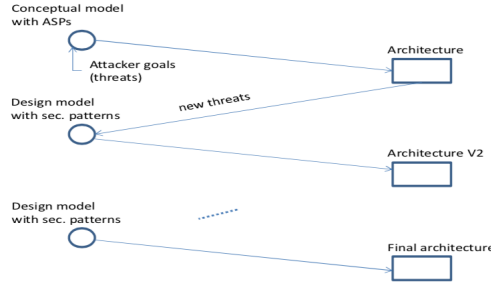 Conceptual model
with ASPs
Architecture
Attacker goals
(threats)
new threats
Design model
with sec. patterns
Architecture V2
Design model
with sec. patterns
Final architecture